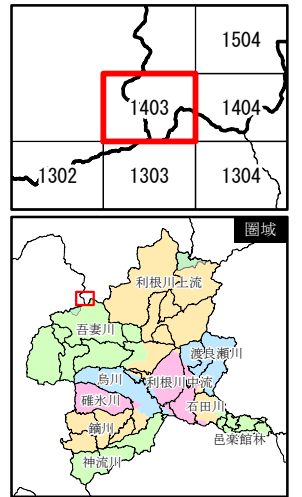 1504
1403
1404
1302
1303
1304
圏域
利根川上流
吾妻川
渡良瀬川
烏川
利根川中流
碓氷川
石田川
鏑川
邑楽館林
神流川